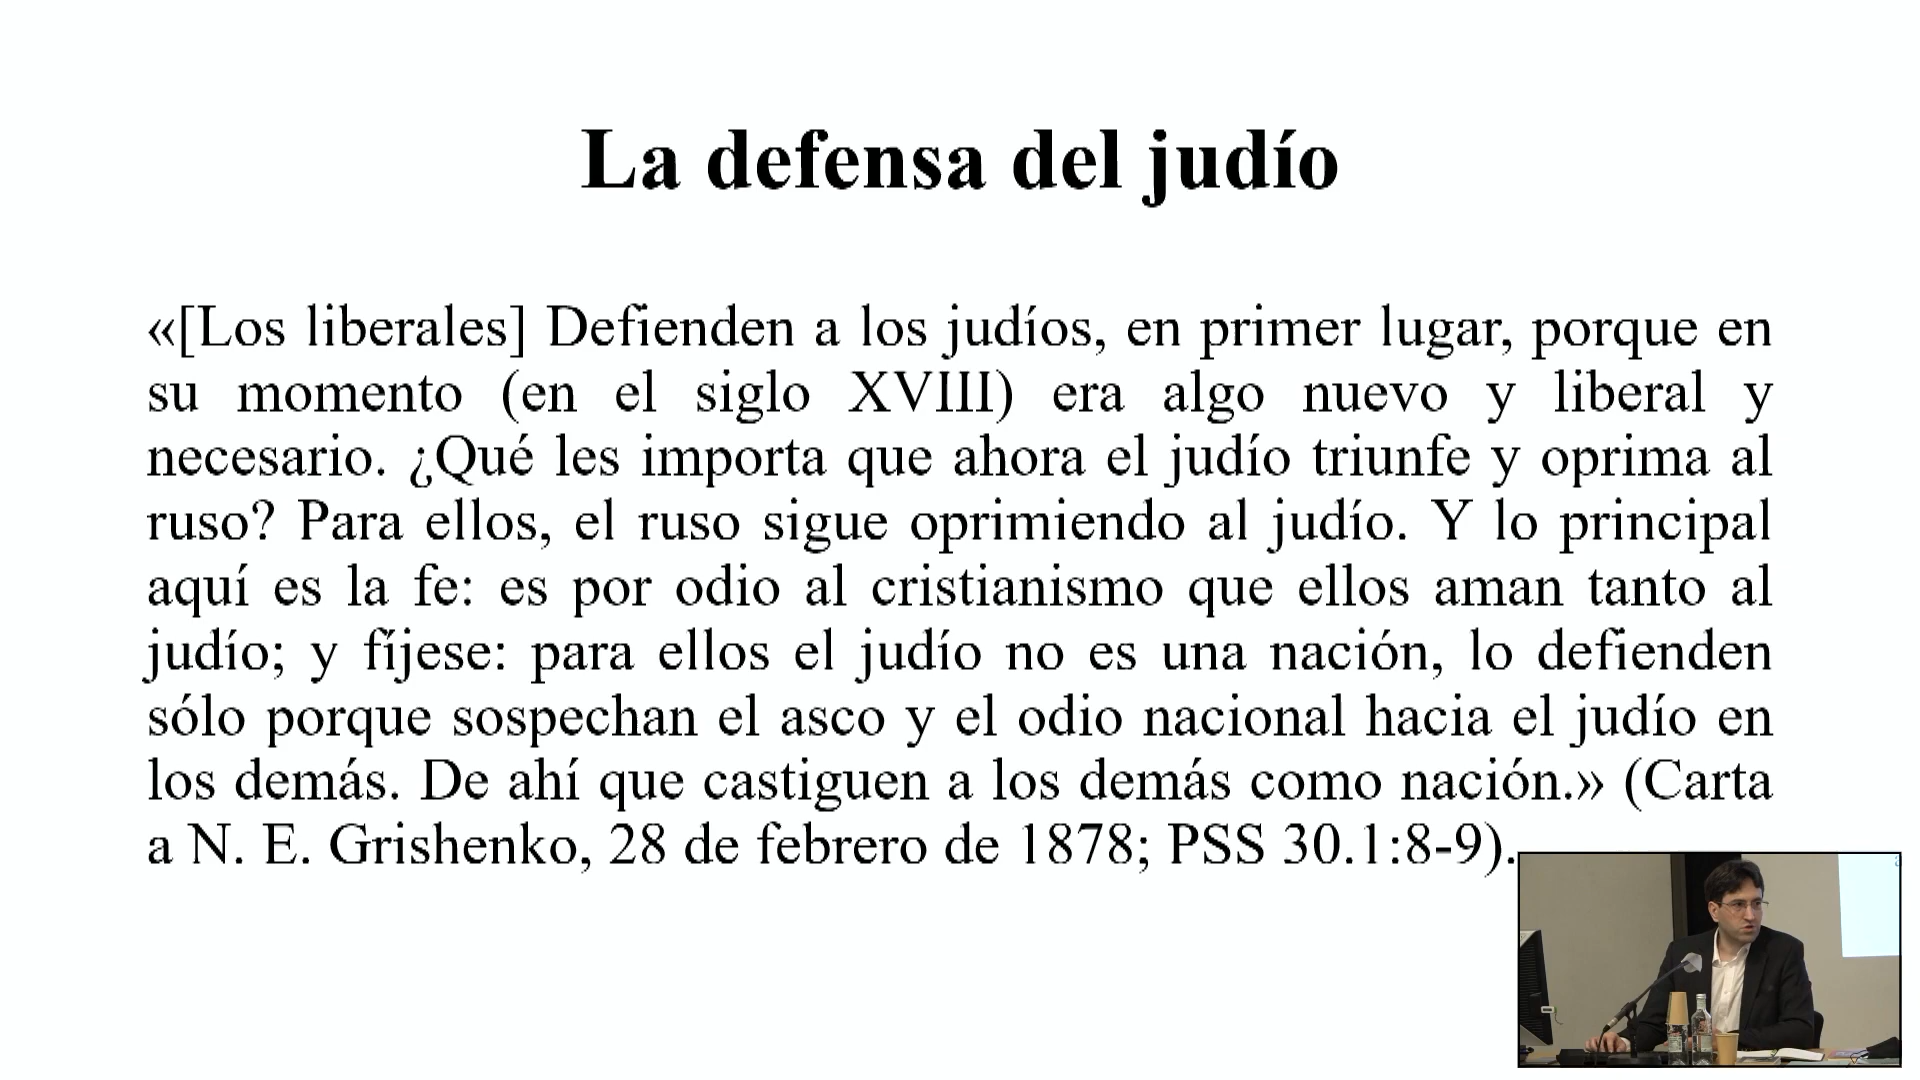 La defensa del judío
«[Los liberales] Defienden a los judíos, en primer lugar, porque en
su momento (en el siglo XVIII) era algo nuevo y liberal y
necesario. ¿Qué les importa que ahora el judío triunfe y oprima al
ruso? Para ellos, el ruso sigue oprimiendo al judío. Y lo principal
aquí es la fe: es por odio al cristianismo que ellos aman tanto al
judío; y fíjese: para ellos el judío no es una nación, lo defienden
sólo porque sospechan el asco y el odio nacional hacia el judío en
los demás. De ahí que castiguen a los demás como nación.» (Carta
a N. E. Grishenko, 28 de febrero de 1878; PSS 30.1:8-9).